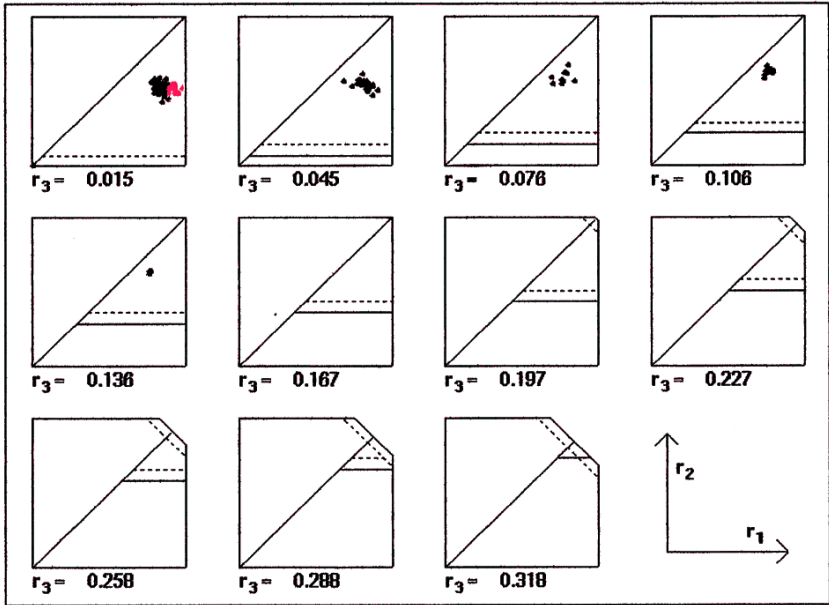 r3 = 0.015 r3 = 0.045 r3 = 0.076 r3 = 0.106
r3 = 0.136 r3 = 0.167 r3 = 0.197 r3 = 0.227
r2
r1
r3 = 0.258 r3 = 0.288 r3 = 0.318